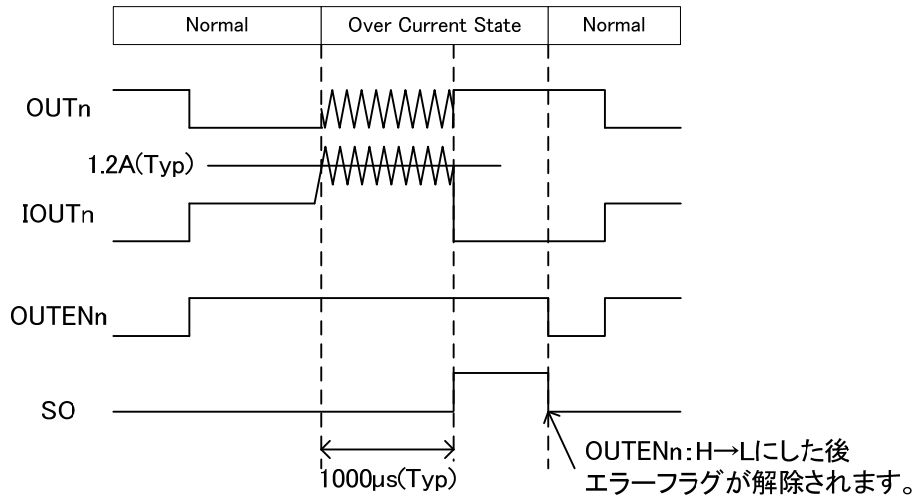 Normal
Over Current State
Normal
OUTn
1.2A(Typ)
IOUTn
OUTENn
SO
1000µs(Typ)
OUTENn:H→Lにした後
エラーフラグが解除されます。